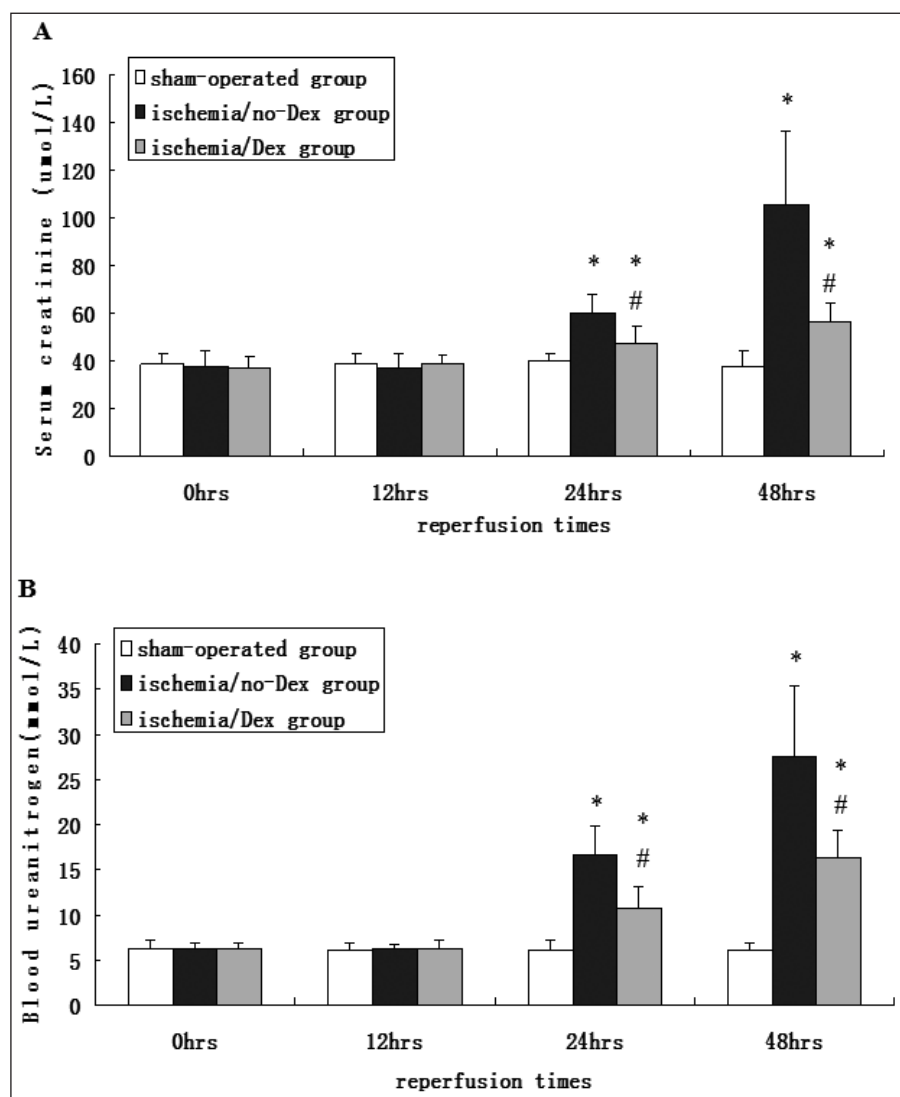 A
sham-operated group
ischemia/no-Dex group
ischemia/Dex group
Serum creatinine (umol/L)
160
140
120
100
80
60
40
20
0
*
*
*
#
*
#
0hrs 12hrs 24hrs 48hrs
reperfusion times
B
sham-operated group
ischemia/no-Dex group
ischemia/Dex group
Blood ureanitrogen(mmol/L)
40
35
30
25
20
15
10
5
0
*
*
#
*
*
#
0hrs 12hrs 24hrs 48hrs
reperfusion times